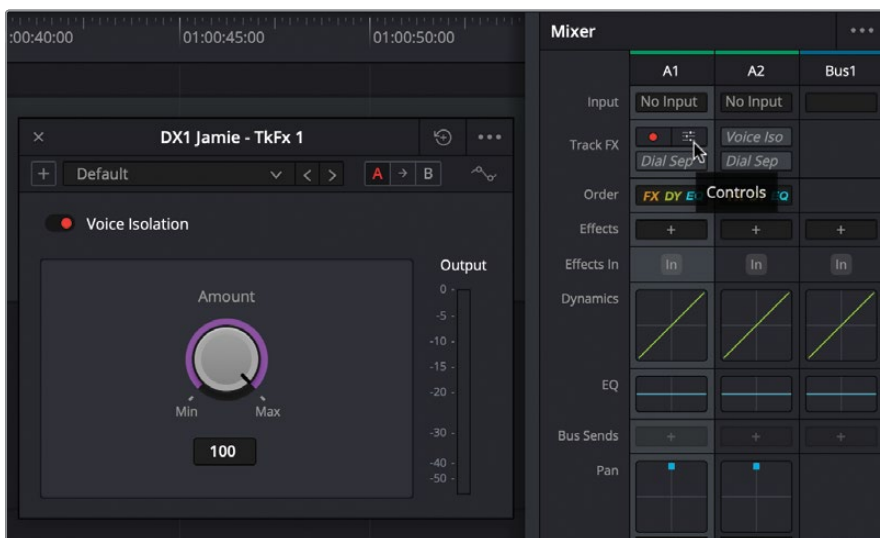 :00:40:00
01:00:45:00
01:00:50:00
DX1 Jamie - TkFx 1
Default
A
B
Voice Isolation
Amount
Min
Max
100
Output
0
-5
-10
-15
-20
-30
-40
-50
Mixer
A1
A2
Bus1
Input
No Input
No Input
Track FX
Voice Iso
Dial Sep
Dial Sep
Order
FX DY EQ
EQ
Controls
Effects
+
+
+
Effects In
In
In
In
Dynamics
EQ
Bus Sends
+
+
+
Pan